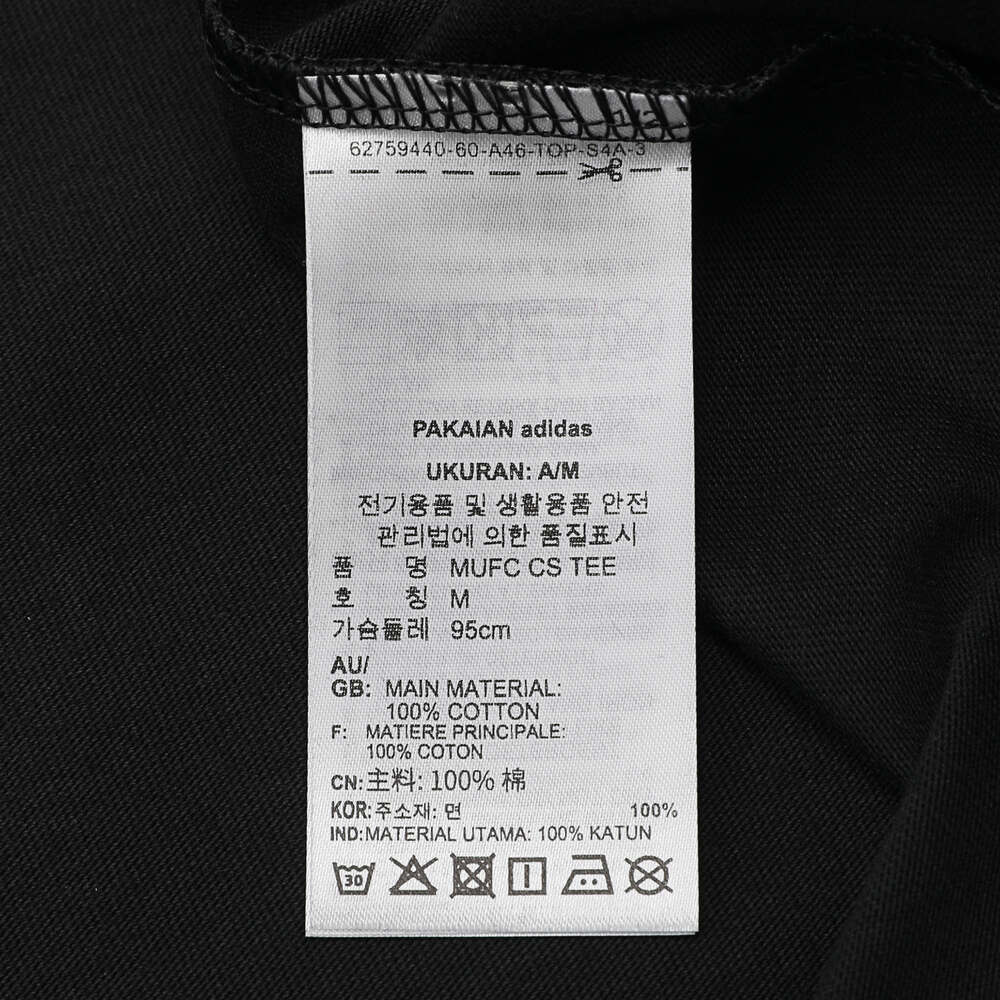 1/2
62759440-60-A46-TOP-S4A-3
PAKAIAN adidas
UKURAN: A/M
전기용품 및 생활용품 안전
관리법에 의한 품질표시
품 명 MUFC CS TEE
호 칭 M
가슴둘레 95cm
AU/
GB: MAIN MATERIAL:
100% COTTON
F: MATIERE PRINCIPALE:
100% COTON
CN: 主料: 100% 棉
KOR: 주소재: 면 100%
IND: MATERIAL UTAMA: 100% KATUN
30